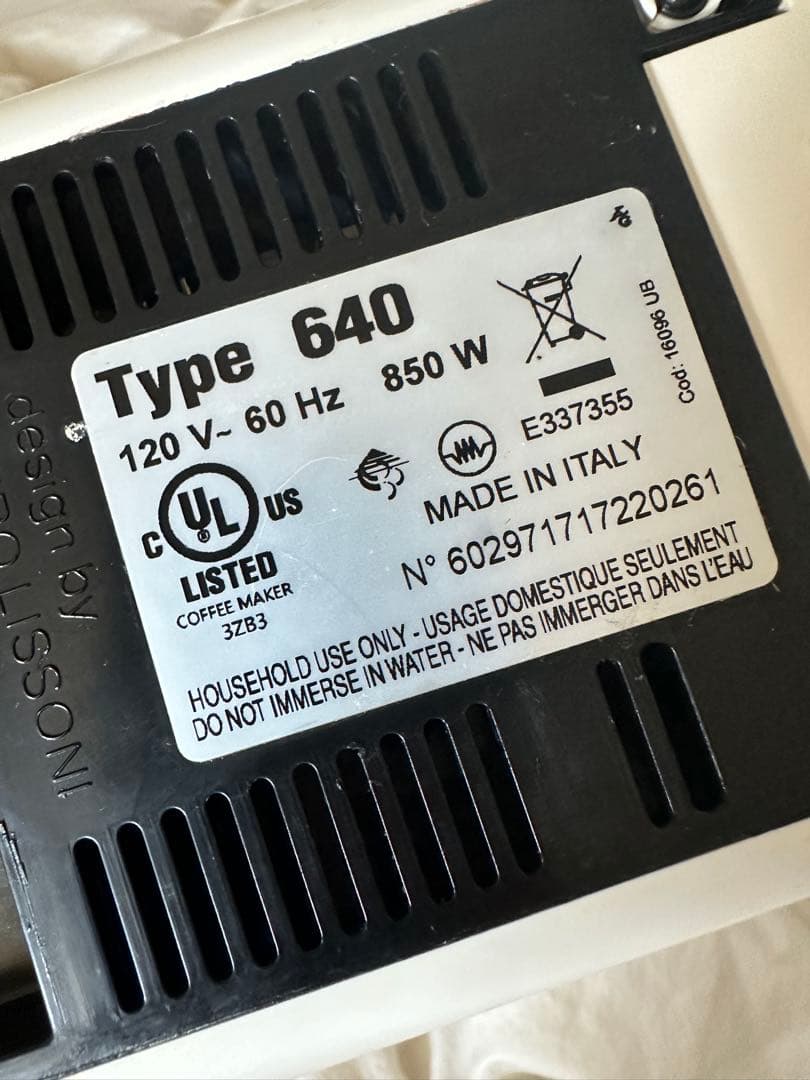 Type 640
120 V~ 60 Hz 850 W
C UL® US
LISTED
COFFEE MAKER
3ZB3
E337355
MADE IN ITALY
N° 602971717220261
HOUSEHOLD USE ONLY - USAGE DOMESTIQUE SEULEMENT
DO NOT IMMERSE IN WATER - NE PAS IMMERGER DANS L'EAU
Cod: 16096 UB
design by
LISSONI